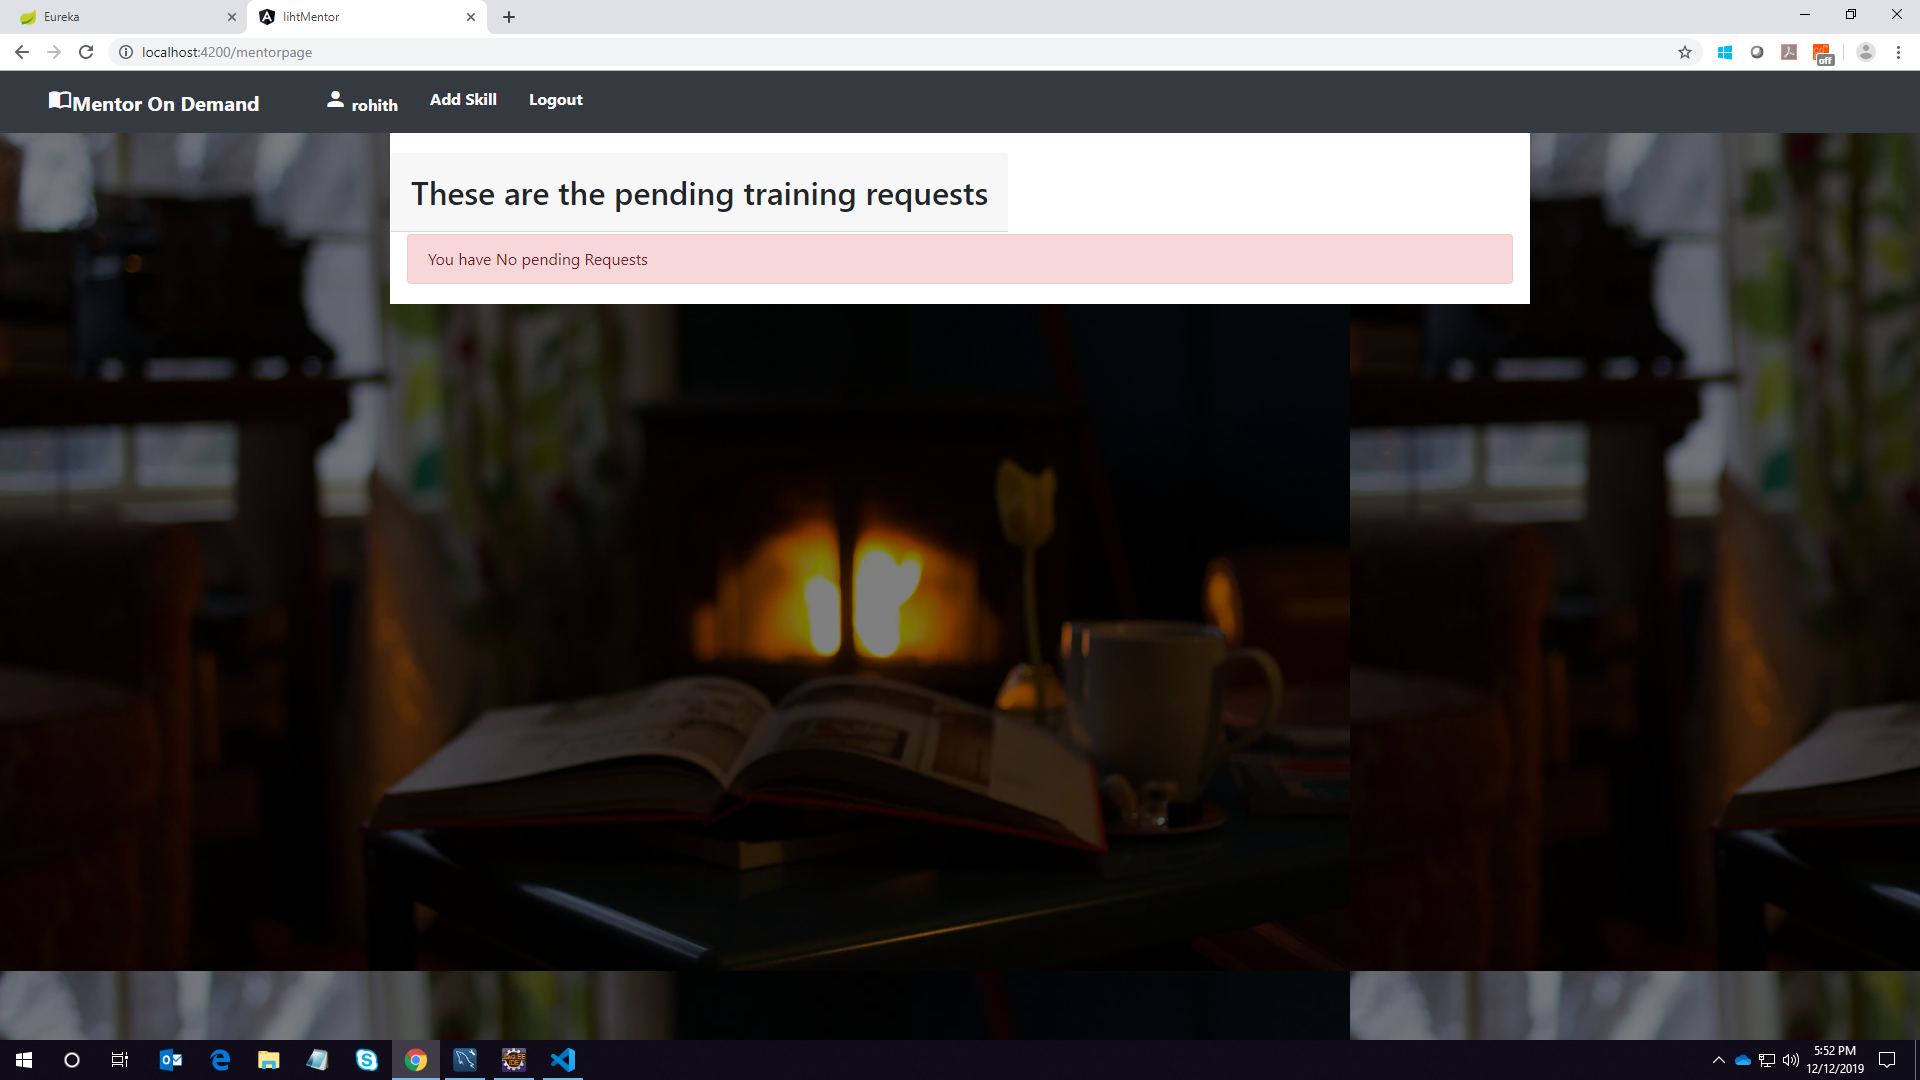 Eureka
lihtMentor
localhost:4200/mentorpage
off
Mentor On Demand
rohith
Add Skill
Logout
These are the pending training requests
You have No pending Requests
5:52 PM
12/12/2019